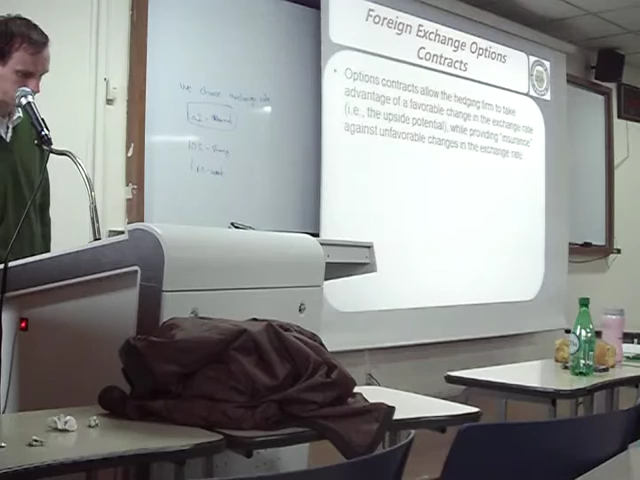 Foreign Exchange Options
Contracts
• Options contracts allow the hedging firm to take
advantage of a favorable change in the exchange rate
(i.e., the upside potential), while providing "insurance"
against unfavorable changes in the exchange rate